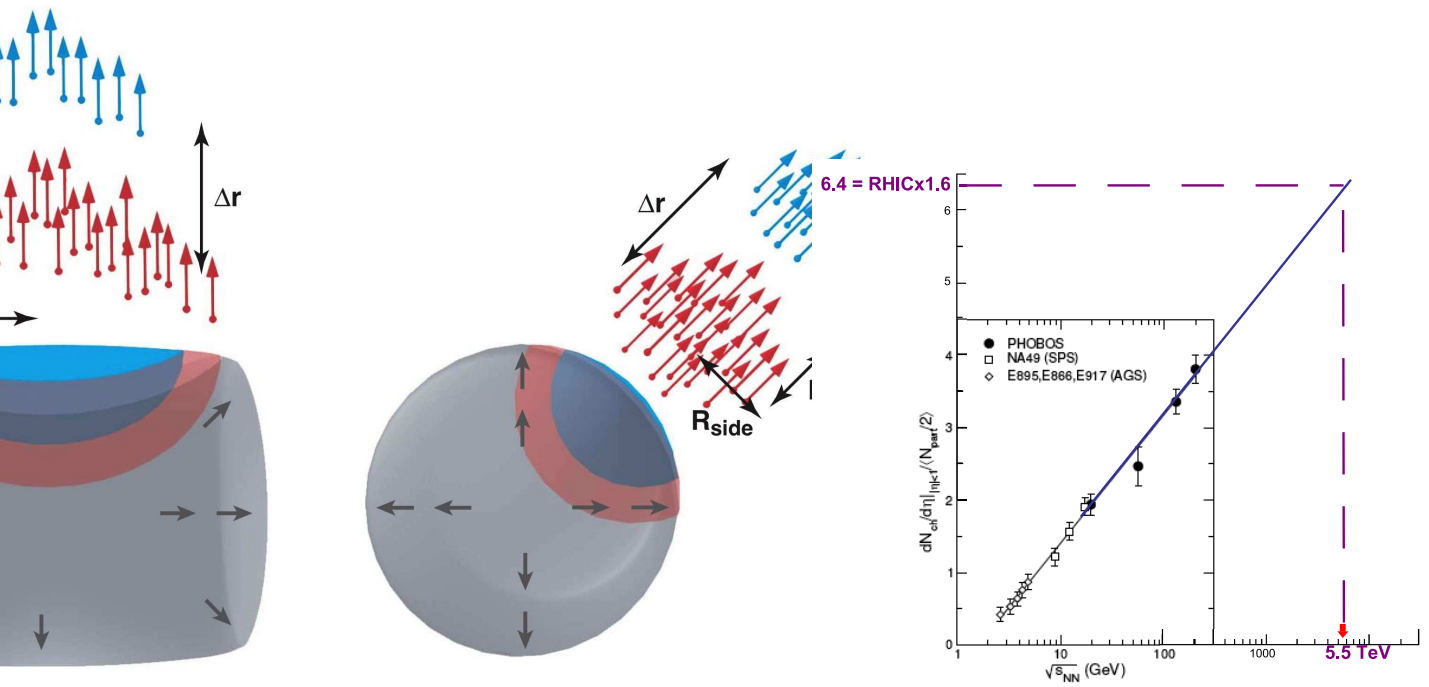 Δr
Δr
R_side
6.4 = RHICx1.6
6
5
4
3
2
1
0
PHOBOS
NA49 (SPS)
E895,E866,E917 (AGS)
dN_ch/dη|_|η|<1/⟨N_part/2⟩
1
10
100
1000
5.5 TeV
√s_NN (GeV)